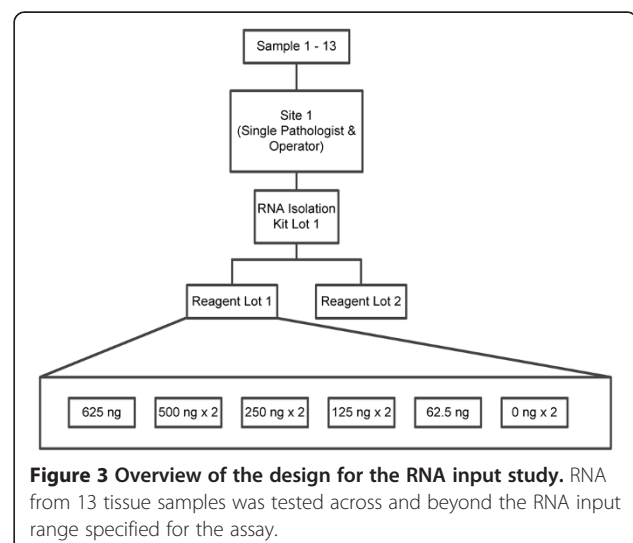 Sample 1 - 13
Site 1
(Single Pathologist &
Operator)
RNA Isolation
Kit Lot 1
Reagent Lot 1
Reagent Lot 2
625 ng
500 ng x 2
250 ng x 2
125 ng x 2
62.5 ng
0 ng x 2
Figure 3 Overview of the design for the RNA input study. RNA
from 13 tissue samples was tested across and beyond the RNA input
range specified for the assay.